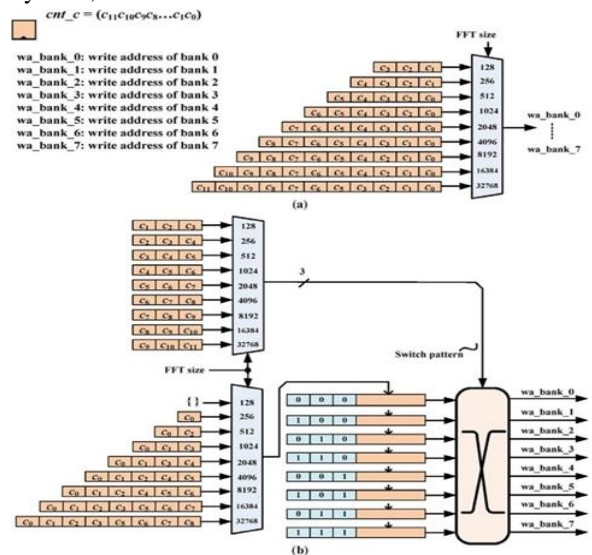 cnt_c = (c11c10c9c8...c1c0)
wa_bank_0: write address of bank 0
wa_bank_1: write address of bank 1
wa_bank_2: write address of bank 2
wa_bank_3: write address of bank 3
wa_bank_4: write address of bank 4
wa_bank_5: write address of bank 5
wa_bank_6: write address of bank 6
wa_bank_7: write address of bank 7
FFT size
C3 C2 C1 128
C4 C3 C2 C1 256
C5 C3 C2 C0 512
C6 C5 C4 C3 C1 C0 1024
C7 C6 C5 C4 C3 C1 C0 2048
C8 C7 C6 C5 C4 C3 C1 C0 4096
C9 C8 C7 C6 C5 C4 C2 C1 C0 8192
C10 C9 C8 C7 C6 C5 C4 C2 C1 C0 16384
C11 C10 C9 C8 C7 C6 C5 C3 C2 C1 C0 32768
wa_bank_0
wa_bank_7
(a)
C1 C2 C3 128
C2 C3 C4 256
C3 C4 C5 512
C4 C5 C6 1024
C5 C6 C7 2048
C6 C7 C8 4096
C7 C8 C9 8192
C8 C9 C10 16384
C9 C10 C11 32768
3
Switch pattern
FFT size
{ } 128
C0 256
C0 C2 512
C0 C1 C3 1024
C0 C1 C3 C4 2048
C0 C1 C2 C4 C5 4096
C0 C1 C2 C4 C5 C6 8192
C0 C1 C2 C3 C5 C6 C7 16384
C0 C1 C2 C3 C5 C6 C7 C8 32768
0 0 0 wa_bank_0
1 0 0 wa_bank_1
0 1 0 wa_bank_2
1 1 0 wa_bank_3
0 0 1 wa_bank_4
1 0 1 wa_bank_5
0 1 1 wa_bank_6
1 1 1 wa_bank_7
(b)